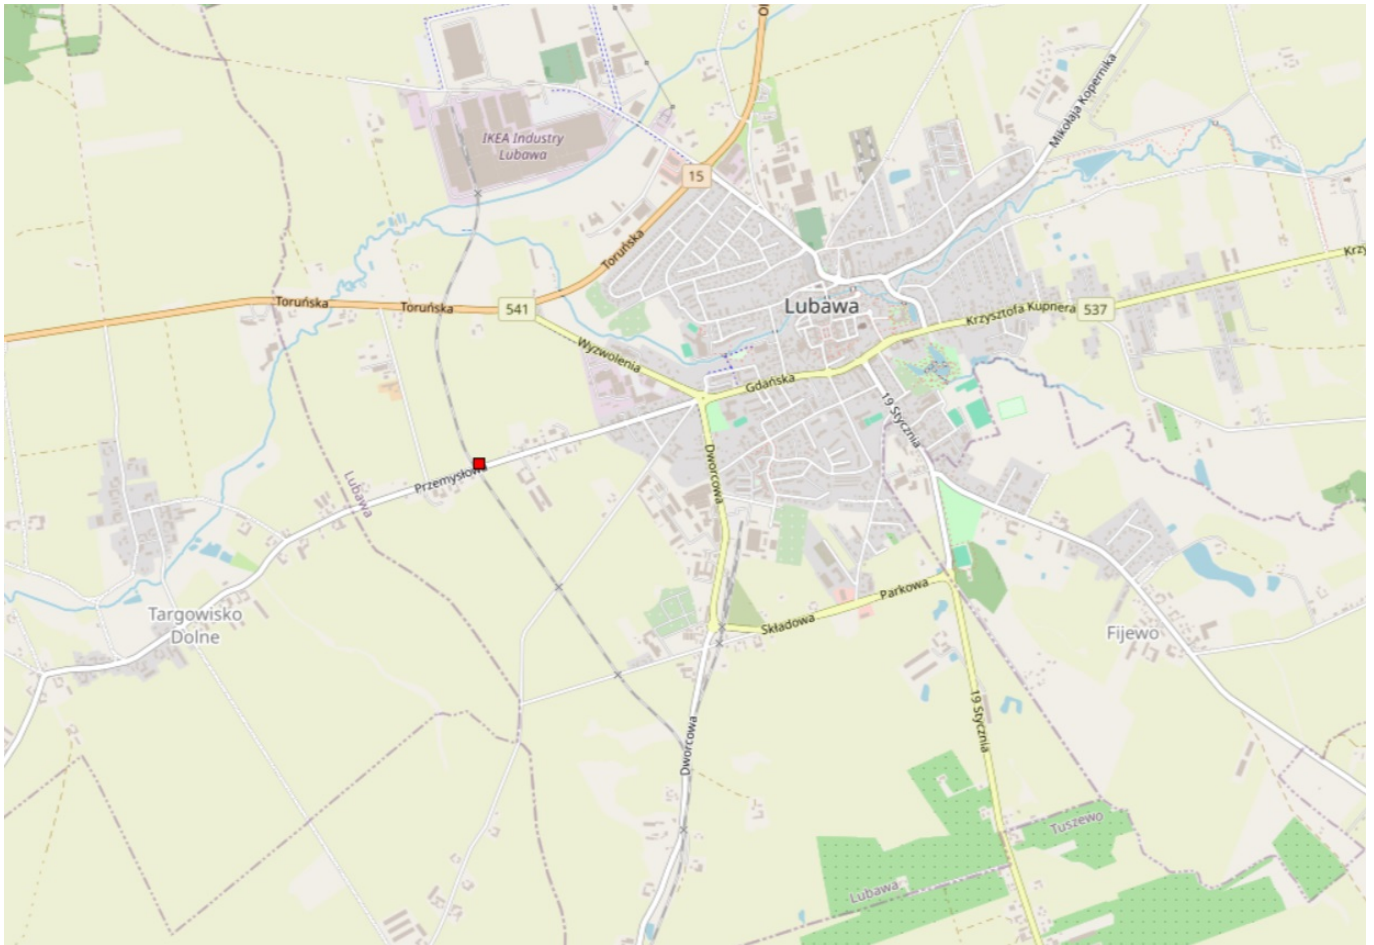 Mikołaja Kopernika
IKEA Industry
Lubawa
15
Toruńska
Toruńska
Toruńska
541
Lubawa
Krzysztofa Kupnera
537
Wyzwolenia
Gdańska
19 Stycznia
Dworcowa
Lubawa
Targowisko
Dolne
Parkowa
Składowa
Fijewo
19 Stycznia
Dworcowa
Tuszewo
Lubawa